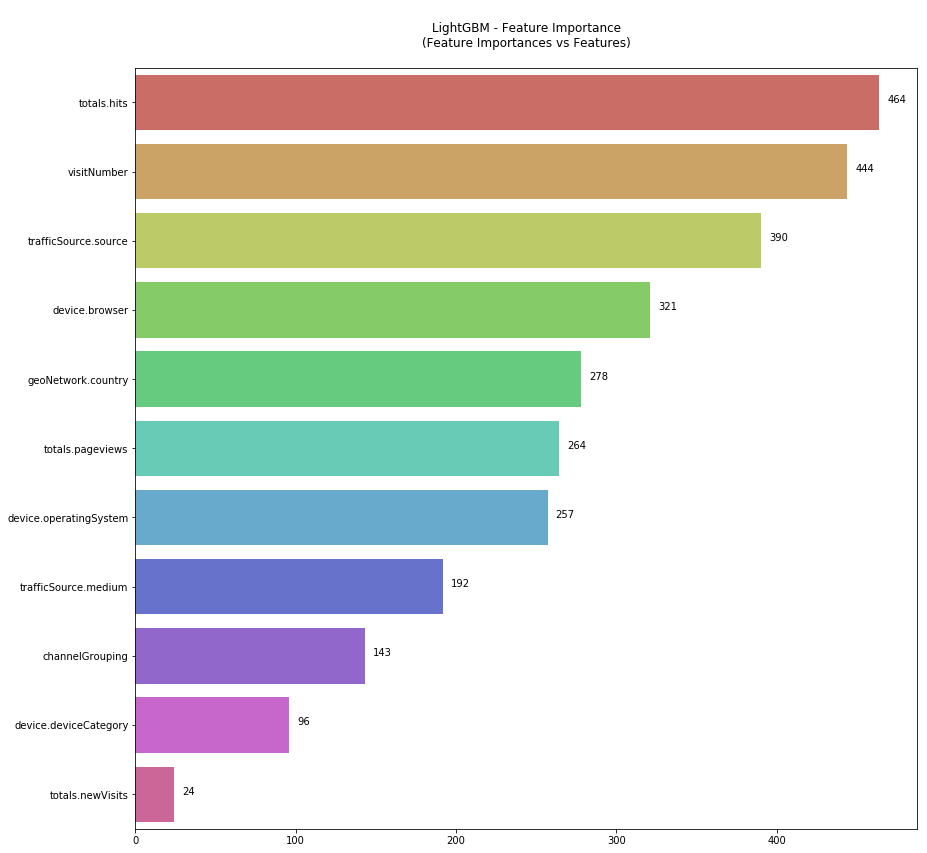 LightGBM - Feature Importance
(Feature Importances vs Features)
totals.hits 464
visitNumber 444
trafficSource.source 390
device.browser 321
geoNetwork.country 278
totals.pageviews 264
device.operatingSystem 257
trafficSource.medium 192
channelGrouping 143
device.deviceCategory 96
totals.newVisits 24
0 100 200 300 400